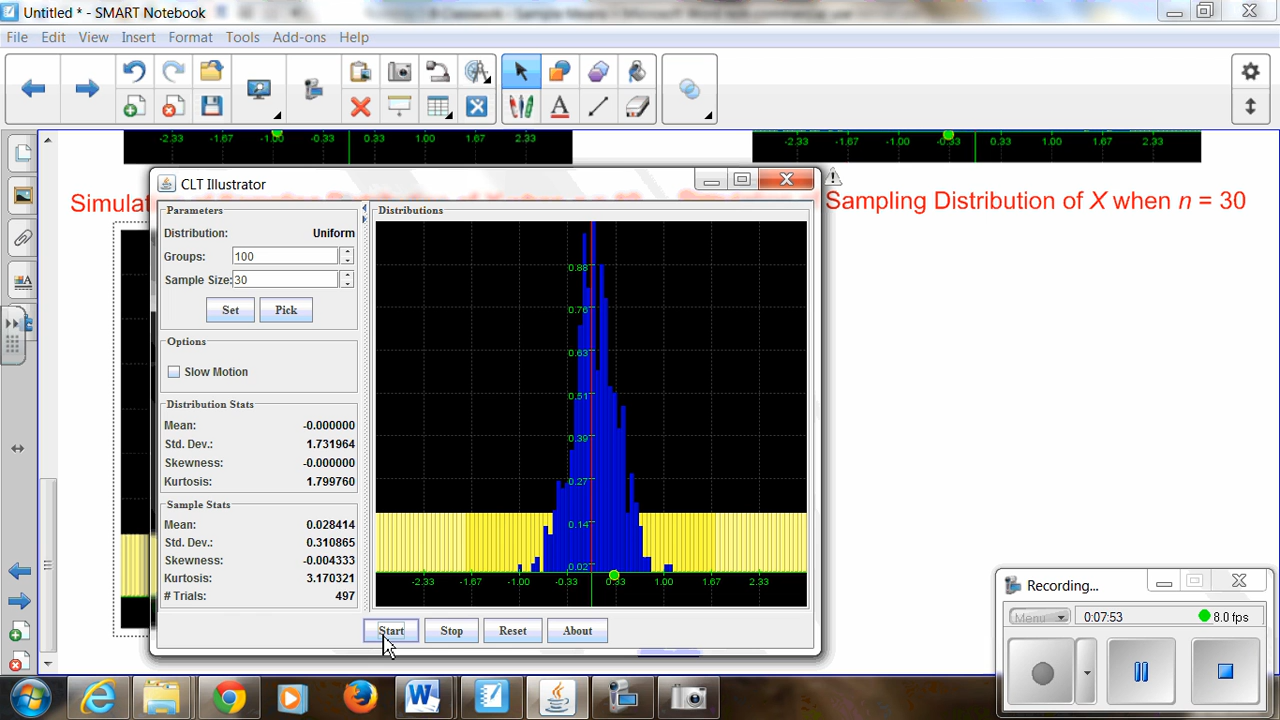 Untitled * - SMART Notebook
File Edit View Insert Format Tools Add-ons Help
-2.33 -1.67 -1.00 -0.33 0.33 1.00 1.67 2.33
-2.33 -1.67 -1.00 -0.33 0.33 1.00 1.67 2.33
CLT Illustrator
Simula
Sampling Distribution of X when n = 30
Parameters
Distribution: Uniform
Groups: 100
Sample Size: 30
Set Pick
Options
Slow Motion
Distribution Stats
Mean: -0.000000
Std. Dev.: 1.731964
Skewness: -0.000000
Kurtosis: 1.799760
Sample Stats
Mean: 0.028414
Std. Dev.: 0.310865
Skewness: -0.004333
Kurtosis: 3.170321
# Trials: 497
Distributions
0.88
0.76
0.63
0.51
0.39
0.27
0.14
0.02
-2.33 -1.67 -1.00 -0.33 0.33 1.00 1.67 2.33
Start Stop Reset About
Recording...
Menu 0:07:53 8.0 fps